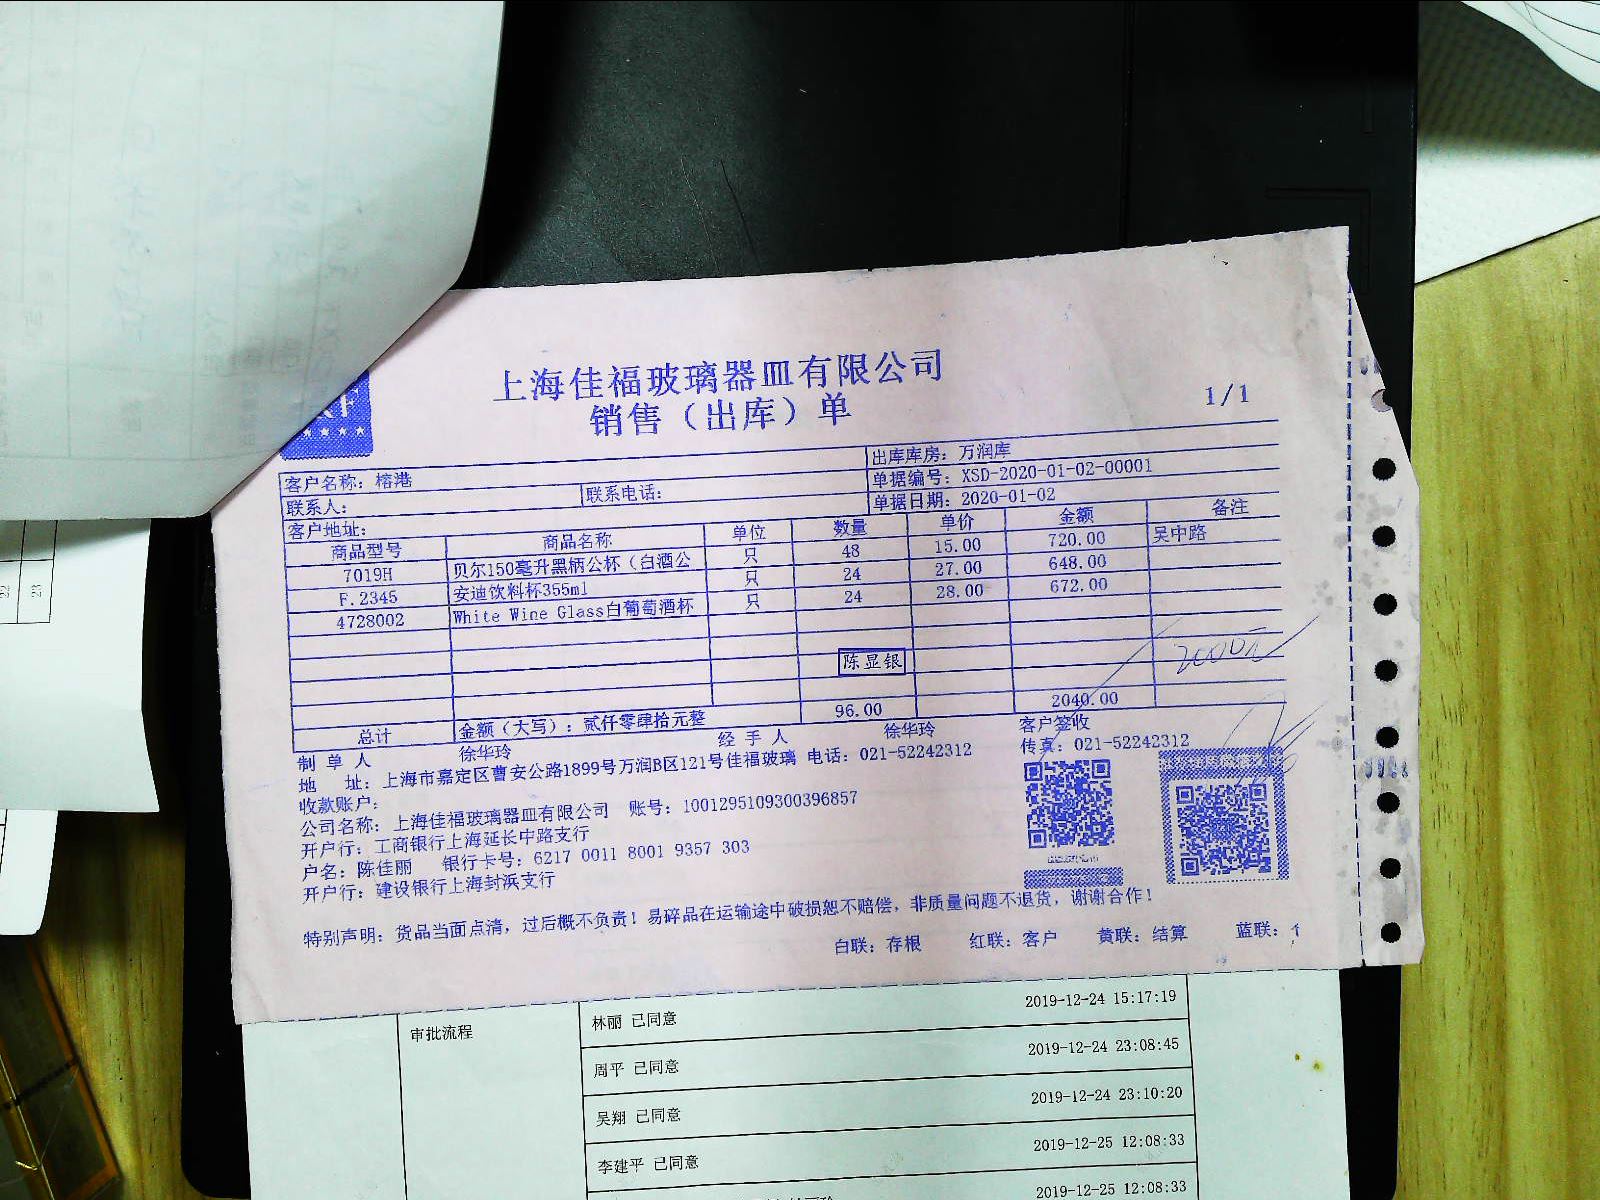 上海佳福玻璃器皿有限公司
销售（出库）单
1/1
客户名称：榕港
出库库房：万润库
联系人：
联系电话：
单据编号：XSD-2020-01-02-00001
客户地址：
单据日期：2020-01-02
商品型号 商品名称 单位 数量 单价 金额 备注
7019H 贝尔150毫升黑柄公杯（白酒公 只 48 15.00 720.00 吴中路
F.2345 安迪饮料杯355ml 只 24 27.00 648.00
4728002 White Wine Glass白葡萄酒杯 只 24 28.00 672.00
陈显银
2000元
总计 金额（大写）：贰仟零肆拾元整 96.00 2040.00
制单人 徐华玲 经手人 徐华玲 客户签收
地 址：上海市嘉定区曹安公路1899号万润B区121号佳福玻璃 电话：021-52242312 传真：021-52242312
收款账户：
公司名称：上海佳福玻璃器皿有限公司 账号：1001295109300396857
开户行：工商银行上海延长中路支行
户名：陈佳丽 银行卡号：6217 0011 8001 9357 303
开户行：建设银行上海封浜支行
特别声明：货品当面点清，过后概不负责！易碎品在运输途中破损恕不赔偿，非质量问题不退货，谢谢合作！
白联：存根 红联：客户 黄联：结算 蓝联：
审批流程
林丽 已同意 2019-12-24 15:17:19
周平 已同意 2019-12-24 23:08:45
吴翔 已同意 2019-12-24 23:10:20
李建平 已同意 2019-12-25 12:08:33
2019-12-25 12:08:33
22
23